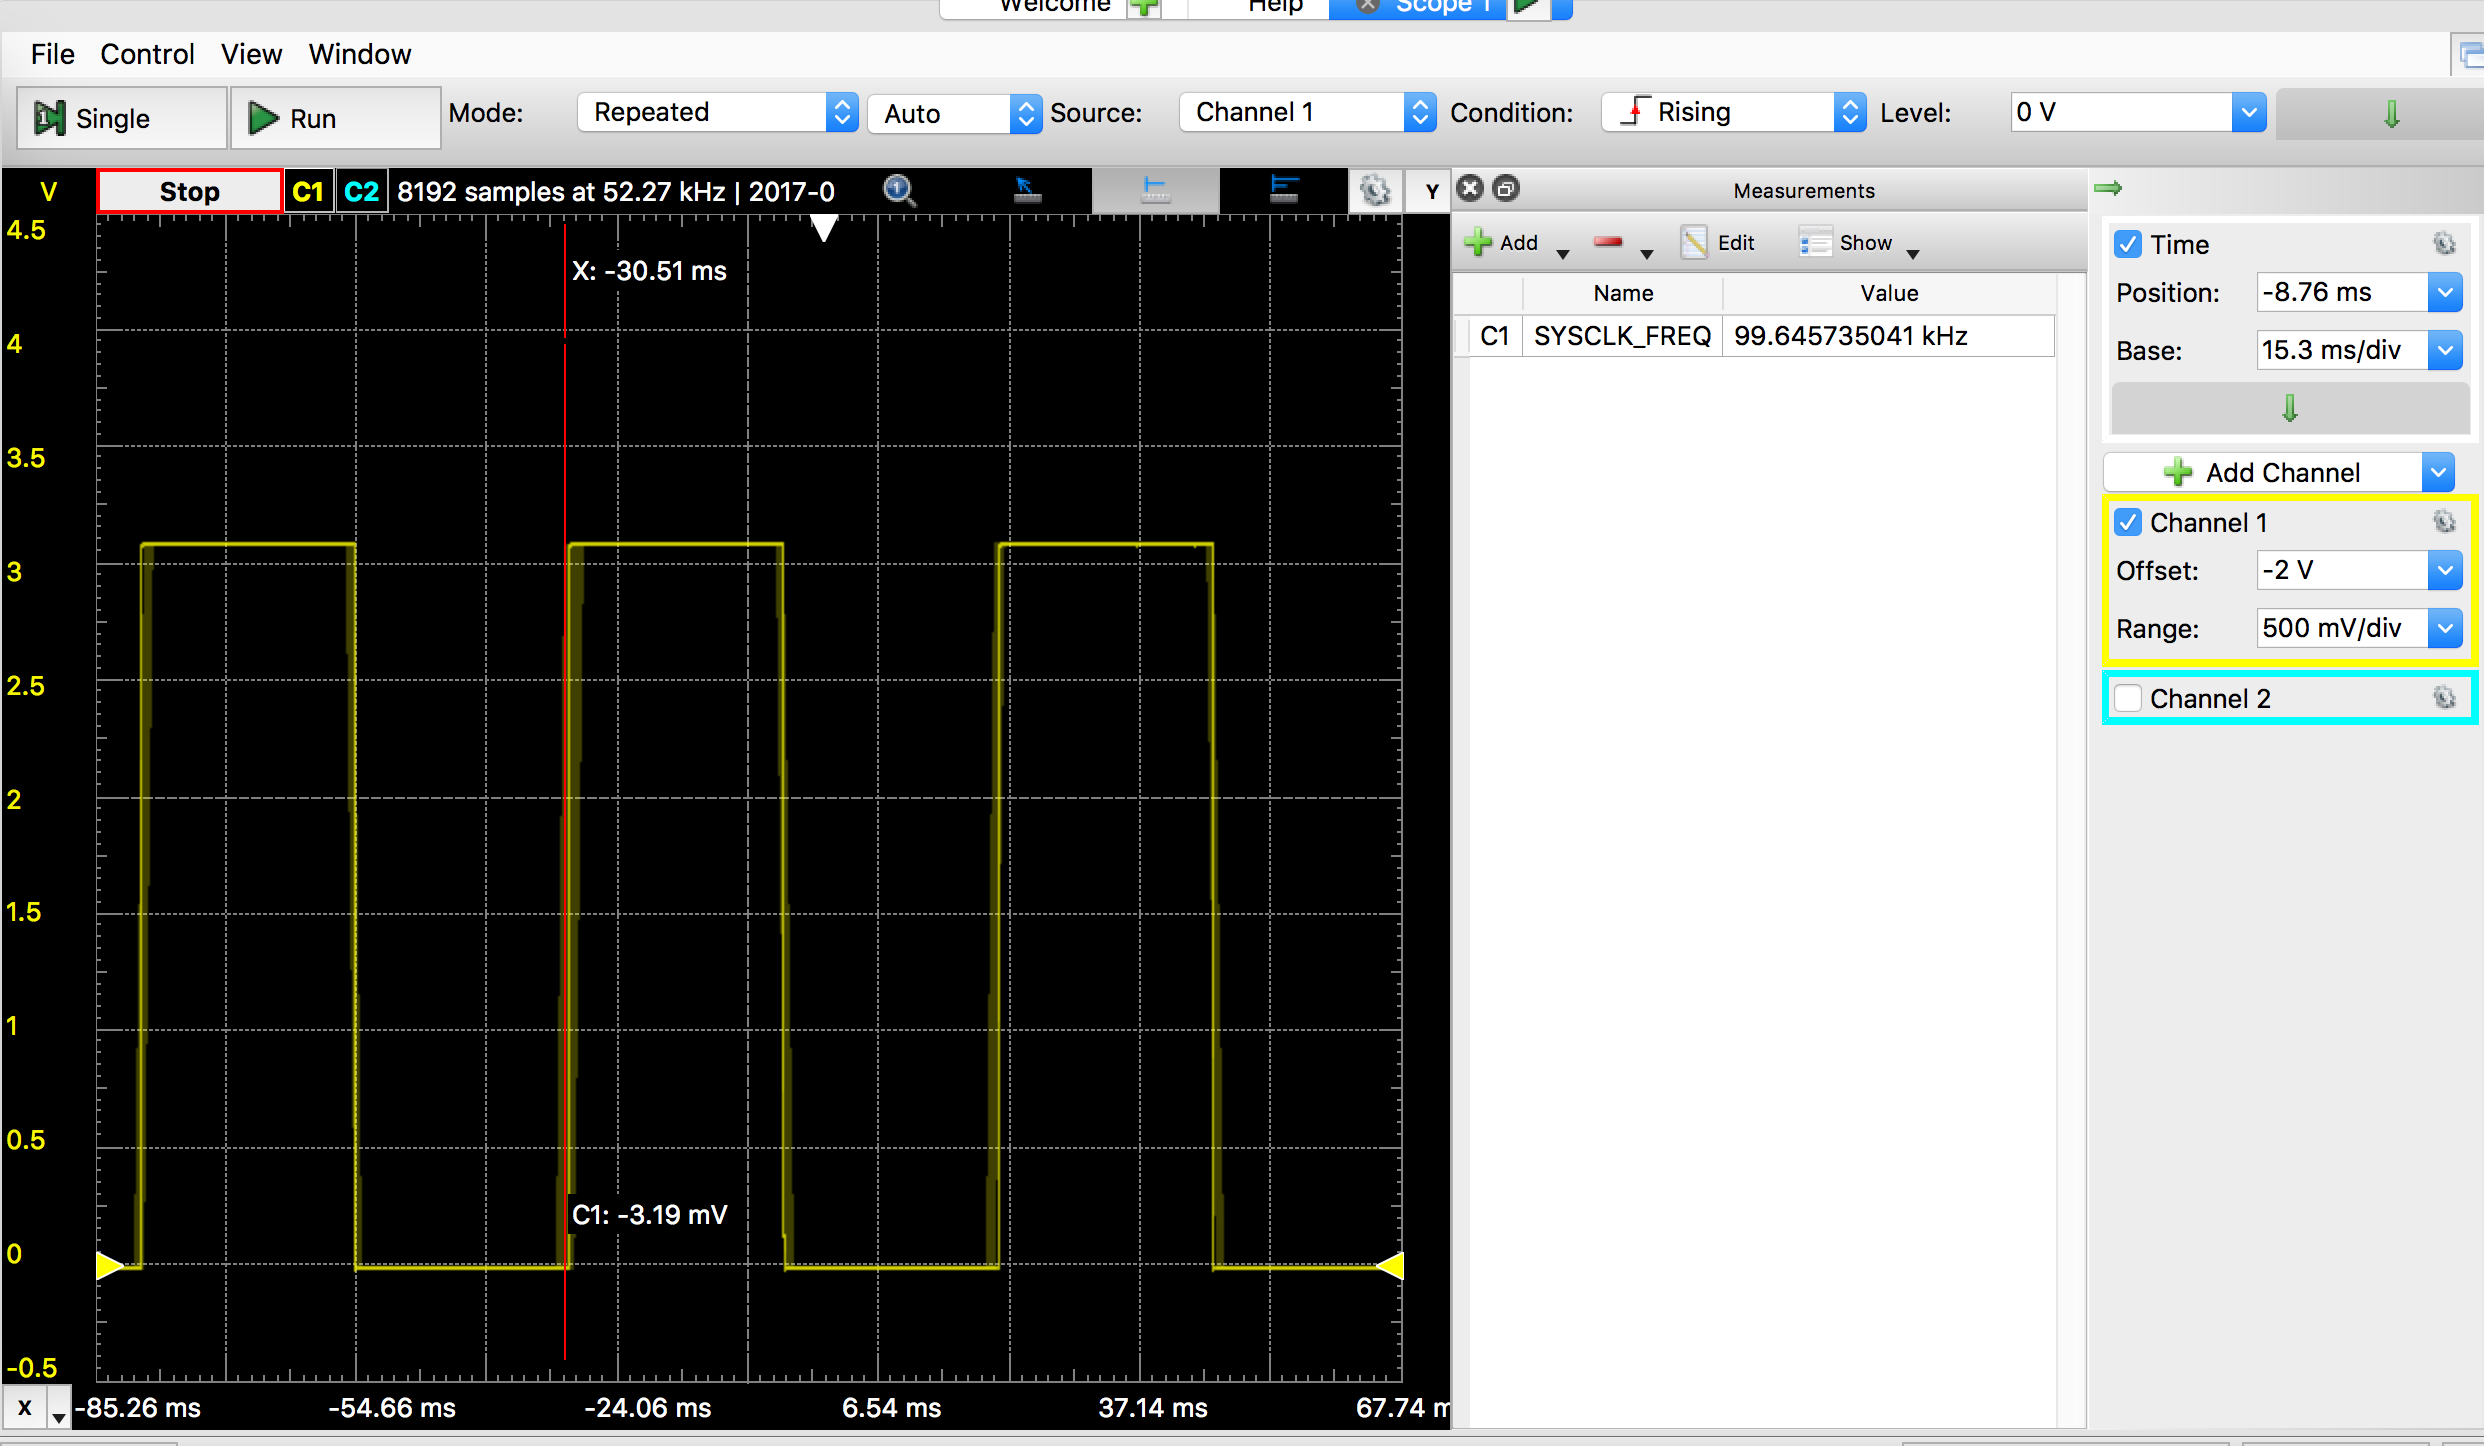 Welcome Help Scope 1
File Control View Window
Single Run Mode: Repeated Auto Source: Channel 1 Condition: Rising Level: 0 V
V Stop C1 C2 8192 samples at 52.27 kHz | 2017-0 Y
Measurements
Add Edit Show
Name Value
C1 SYSCLK_FREQ 99.645735041 kHz
4.5
4
3.5
3
2.5
2
1.5
1
0.5
0
-0.5
X: -30.51 ms
C1: -3.19 mV
X -85.26 ms -54.66 ms -24.06 ms 6.54 ms 37.14 ms 67.74 m
Time
Position: -8.76 ms
Base: 15.3 ms/div
Add Channel
Channel 1
Offset: -2 V
Range: 500 mV/div
Channel 2